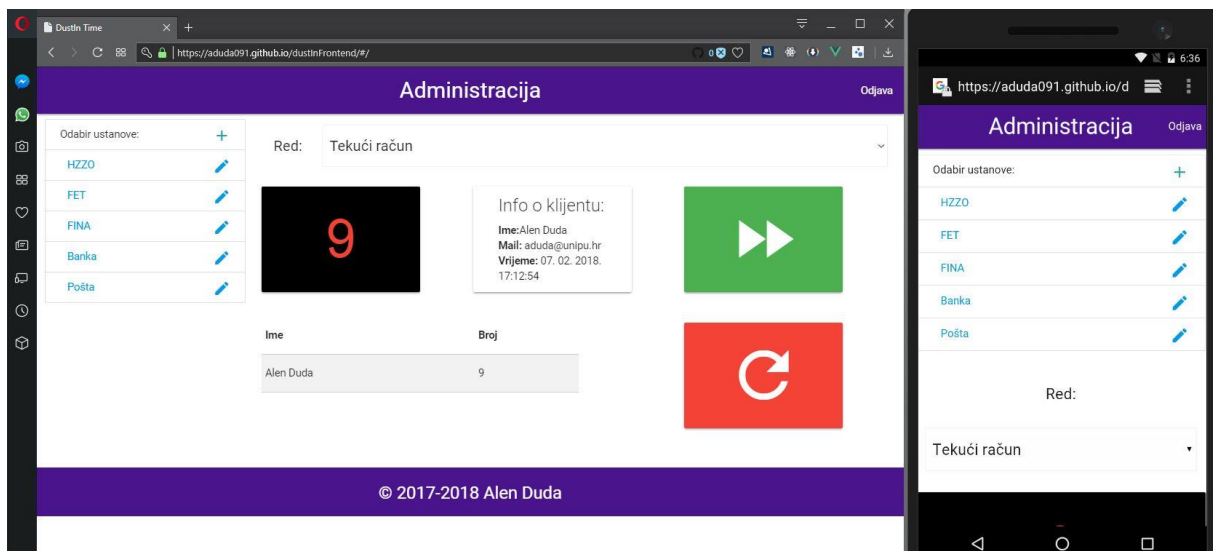 DustIn Time
https://aduda091.github.io/dustInFrontend/#/
0
Administracija
Odjava
Odabir ustanove:
HZZO
FET
FINA
Banka
Pošta
Red:
Tekući račun
9
Info o klijentu:
Ime:Alen Duda
Mail: aduda@unipu.hr
Vrijeme: 07. 02. 2018.
17:12:54
Ime Broj
Alen Duda 9
© 2017-2018 Alen Duda
6:36
https://aduda091.github.io/d
Administracija
Odjava
Odabir ustanove:
HZZO
FET
FINA
Banka
Pošta
Red:
Tekući račun